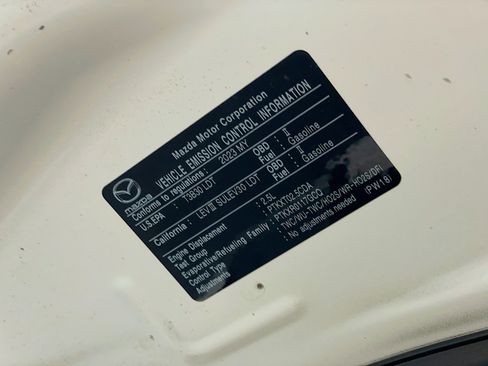 Mazda Motor Corporation
VEHICLE EMISSION CONTROL INFORMATION
mazda
Conforms to regulations: 2023 MY
U.S.EPA : T3B30 LDT OBD : II
Fuel : Gasoline
California : LEVIII SULEV30 LDT OBD : II
Fuel : Gasoline
Engine Displacement : 2.5L
Test Group : PTKXT02.5CDA
Evaporative/Refueling Family : PTKXR0117GCO
Control Type : TWC/WU-TWC/HO2S/WR-HO2S/DFI
Adjustments : No adjustments needed
(PW18)